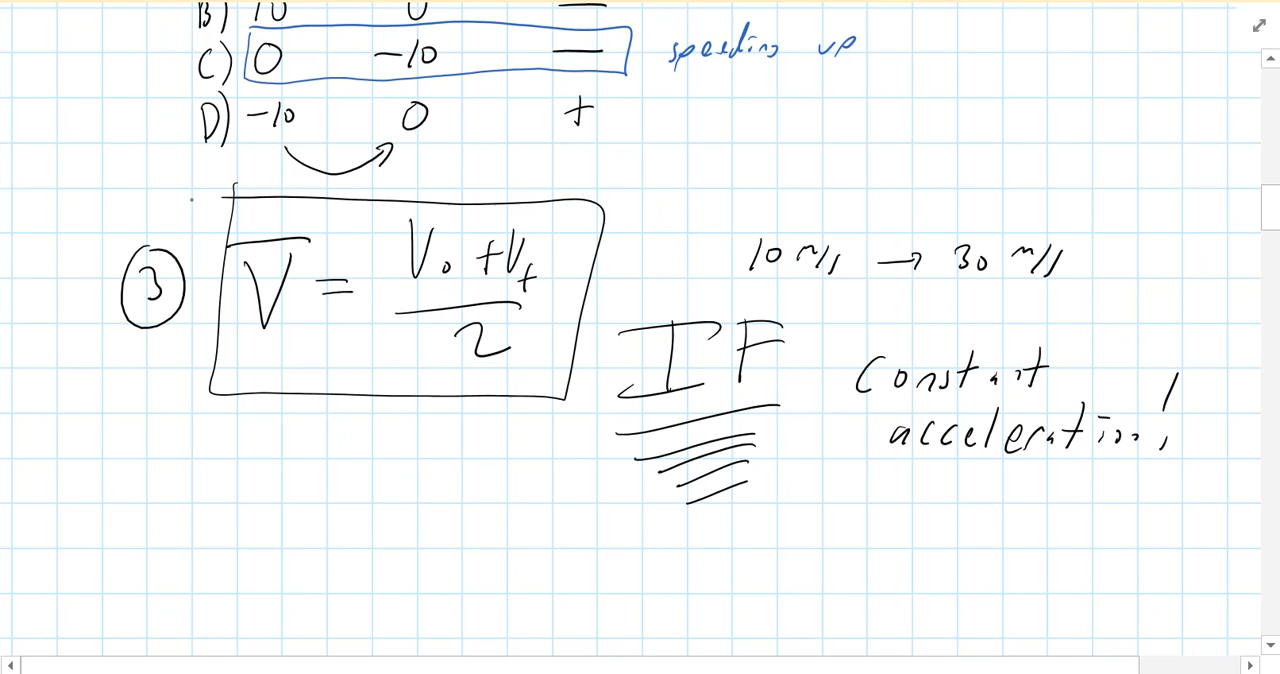 B) 10 0 –
C) 0 -10 – speeding up
D) -10 0 +
10 m/s → 30 m/s
③ V̅ = (V₀ + V_f) / 2
IF constant
acceleration!